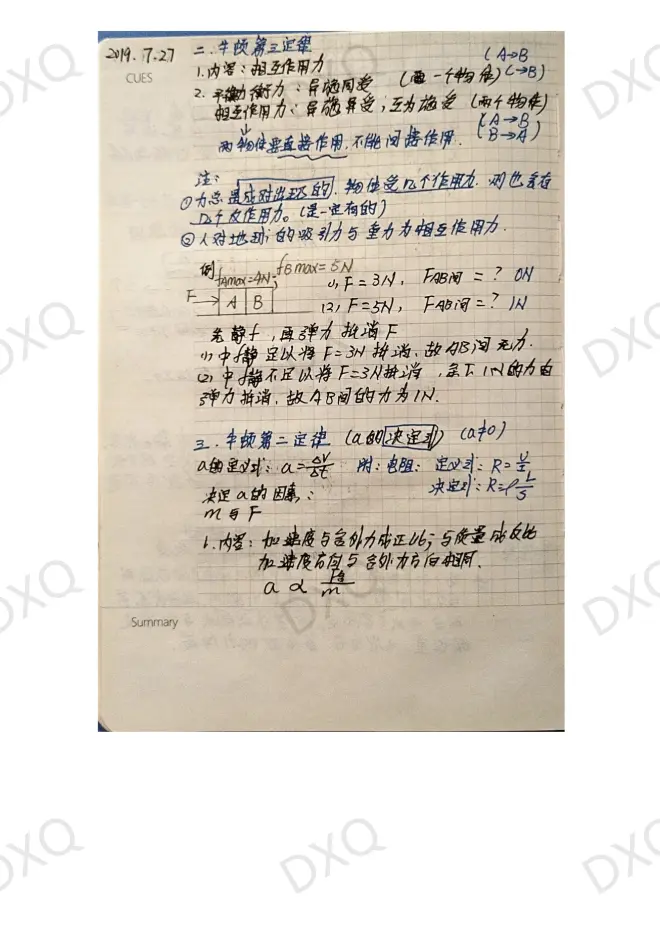 2019.7.27
CUES
二.牛顿第三定律
1.内容:相互作用力
2.平衡力:异施同受 (一个物体) (A→B C→B)
相互作用力:异施异受,互为施受 (两个物体)
(A→B B→A)
两物体要直接作用,不能间接作用.
注:
①力总是成对出现的,物体受几个作用力,则也会有
几个反作用力。(是一定有的)
②人对地球的吸引力与重力为相互作用力.
例 fAmax=4N, fBmax=5N
F→ A B
(1) F=3N, FAB间=? 0N
(2) F=5N, FAB间=? 1N
先静f,再弹力抵消F
(1)中f静足以将F=3N抵消,故AB间无力.
(2)中f静不足以将F=3N抵消,余下1N的力由
弹力抵消,故AB间的力为1N.
三.牛顿第二定律 (a的决定式) (a≠0)
a的定义式:a=ΔV/Δt 附:电阻:定义式:R=U/I
决定a的因素: 决定式:R=ρL/S
m与F
1.内容:加速度与合外力成正比;与质量成反比
加速度方向与合外力方向相同.
a ∝ F合/m
Summary
DXQ